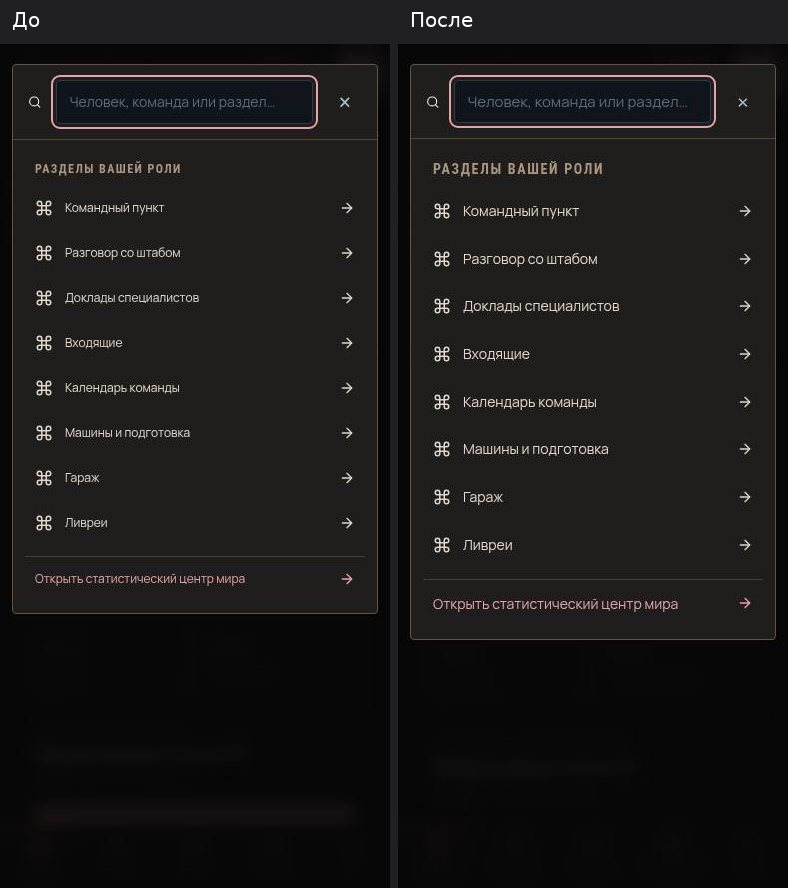 До
Человек, команда или раздел...
РАЗДЕЛЫ ВАШЕЙ РОЛИ
Командный пункт
Разговор со штабом
Доклады специалистов
Входящие
Календарь команды
Машины и подготовка
Гараж
Ливреи
Открыть статистический центр мира
После
Человек, команда или раздел...
РАЗДЕЛЫ ВАШЕЙ РОЛИ
Командный пункт
Разговор со штабом
Доклады специалистов
Входящие
Календарь команды
Машины и подготовка
Гараж
Ливреи
Открыть статистический центр мира